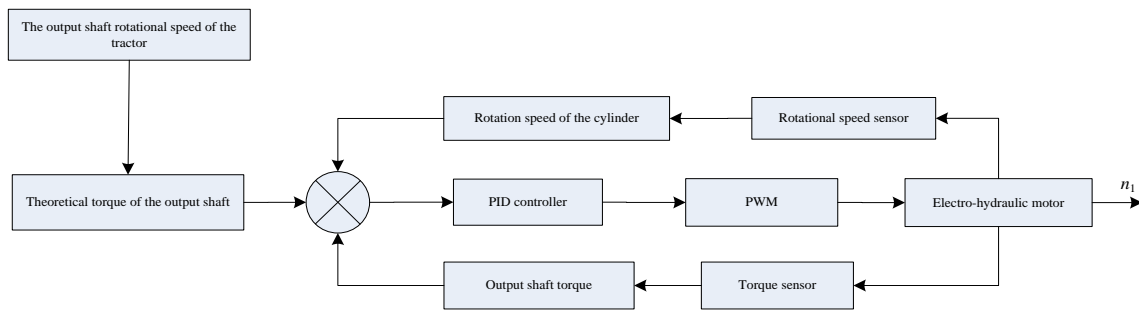 The output shaft rotational speed of the
tractor
Rotation speed of the cylinder
Rotational speed sensor
Theoretical torque of the output shaft
PID controller
PWM
Electro-hydraulic motor
n₁
Output shaft torque
Torque sensor